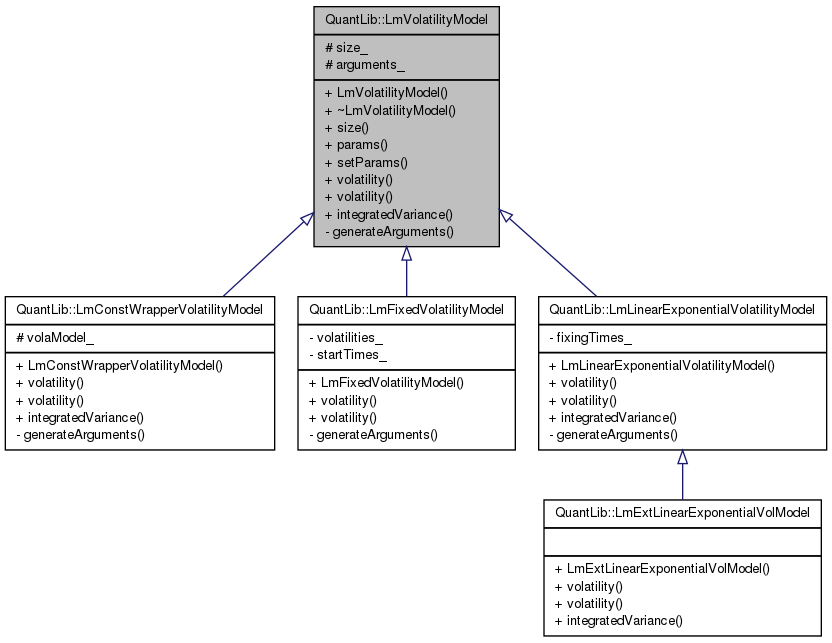 QuantLib::LmVolatilityModel
# size_
# arguments_
+ LmVolatilityModel()
+ ~LmVolatilityModel()
+ size()
+ params()
+ setParams()
+ volatility()
+ volatility()
+ integratedVariance()
- generateArguments()
QuantLib::LmConstWrapperVolatilityModel
# volaModel_
+ LmConstWrapperVolatilityModel()
+ volatility()
+ volatility()
+ integratedVariance()
- generateArguments()
QuantLib::LmFixedVolatilityModel
- volatilities_
- startTimes_
+ LmFixedVolatilityModel()
+ volatility()
+ volatility()
- generateArguments()
QuantLib::LmLinearExponentialVolatilityModel
- fixingTimes_
+ LmLinearExponentialVolatilityModel()
+ volatility()
+ volatility()
+ integratedVariance()
- generateArguments()
QuantLib::LmExtLinearExponentialVolModel
+ LmExtLinearExponentialVolModel()
+ volatility()
+ volatility()
+ integratedVariance()